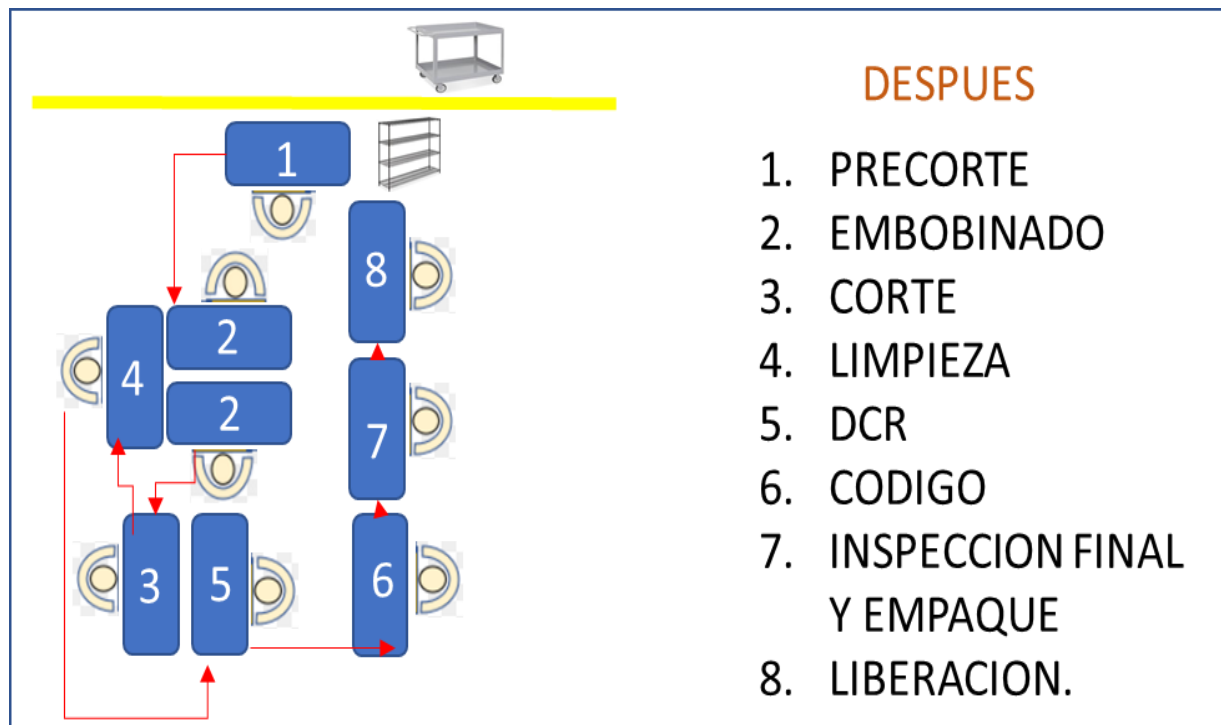 DESPUES
1. PRECORTE
2. EMBOBINADO
3. CORTE
4. LIMPIEZA
5. DCR
6. CODIGO
7. INSPECCION FINAL
Y EMPAQUE
8. LIBERACION.
1
8
2
4
2
7
3
5
6